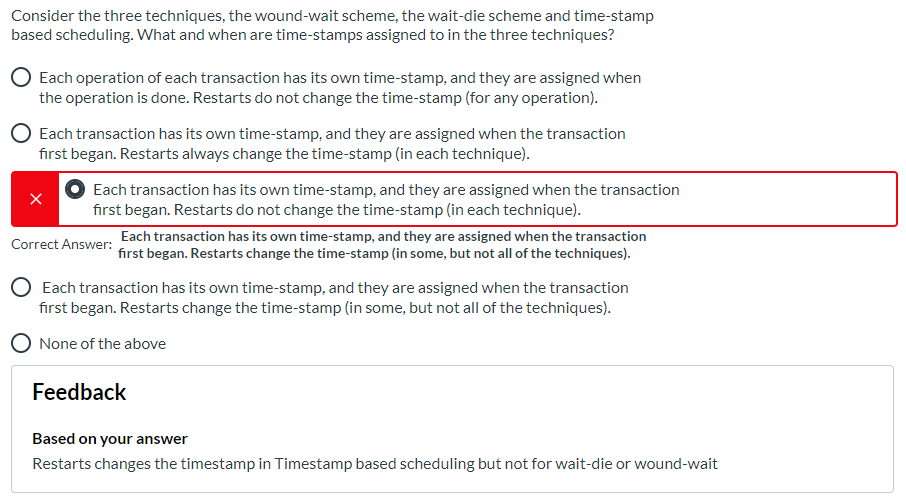 Consider the three techniques, the wound-wait scheme, the wait-die scheme and time-stamp
based scheduling. What and when are time-stamps assigned to in the three techniques?
Each operation of each transaction has its own time-stamp, and they are assigned when
the operation is done. Restarts do not change the time-stamp (for any operation).
Each transaction has its own time-stamp, and they are assigned when the transaction
first began. Restarts always change the time-stamp (in each technique).
Each transaction has its own time-stamp, and they are assigned when the transaction
first began. Restarts do not change the time-stamp (in each technique).
Correct Answer: Each transaction has its own time-stamp, and they are assigned when the transaction
first began. Restarts change the time-stamp (in some, but not all of the techniques).
Each transaction has its own time-stamp, and they are assigned when the transaction
first began. Restarts change the time-stamp (in some, but not all of the techniques).
None of the above
Feedback
Based on your answer
Restarts changes the timestamp in Timestamp based scheduling but not for wait-die or wound-wait